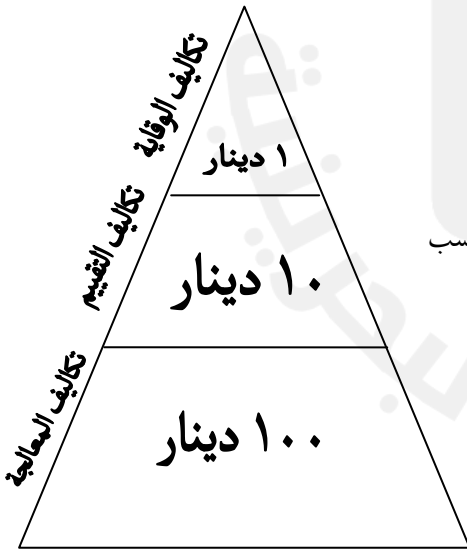 تكاليف الوقاية
١ دينار
تكاليف التقييم
١٠ دينار
تكاليف المعالجة
١٠٠ دينار